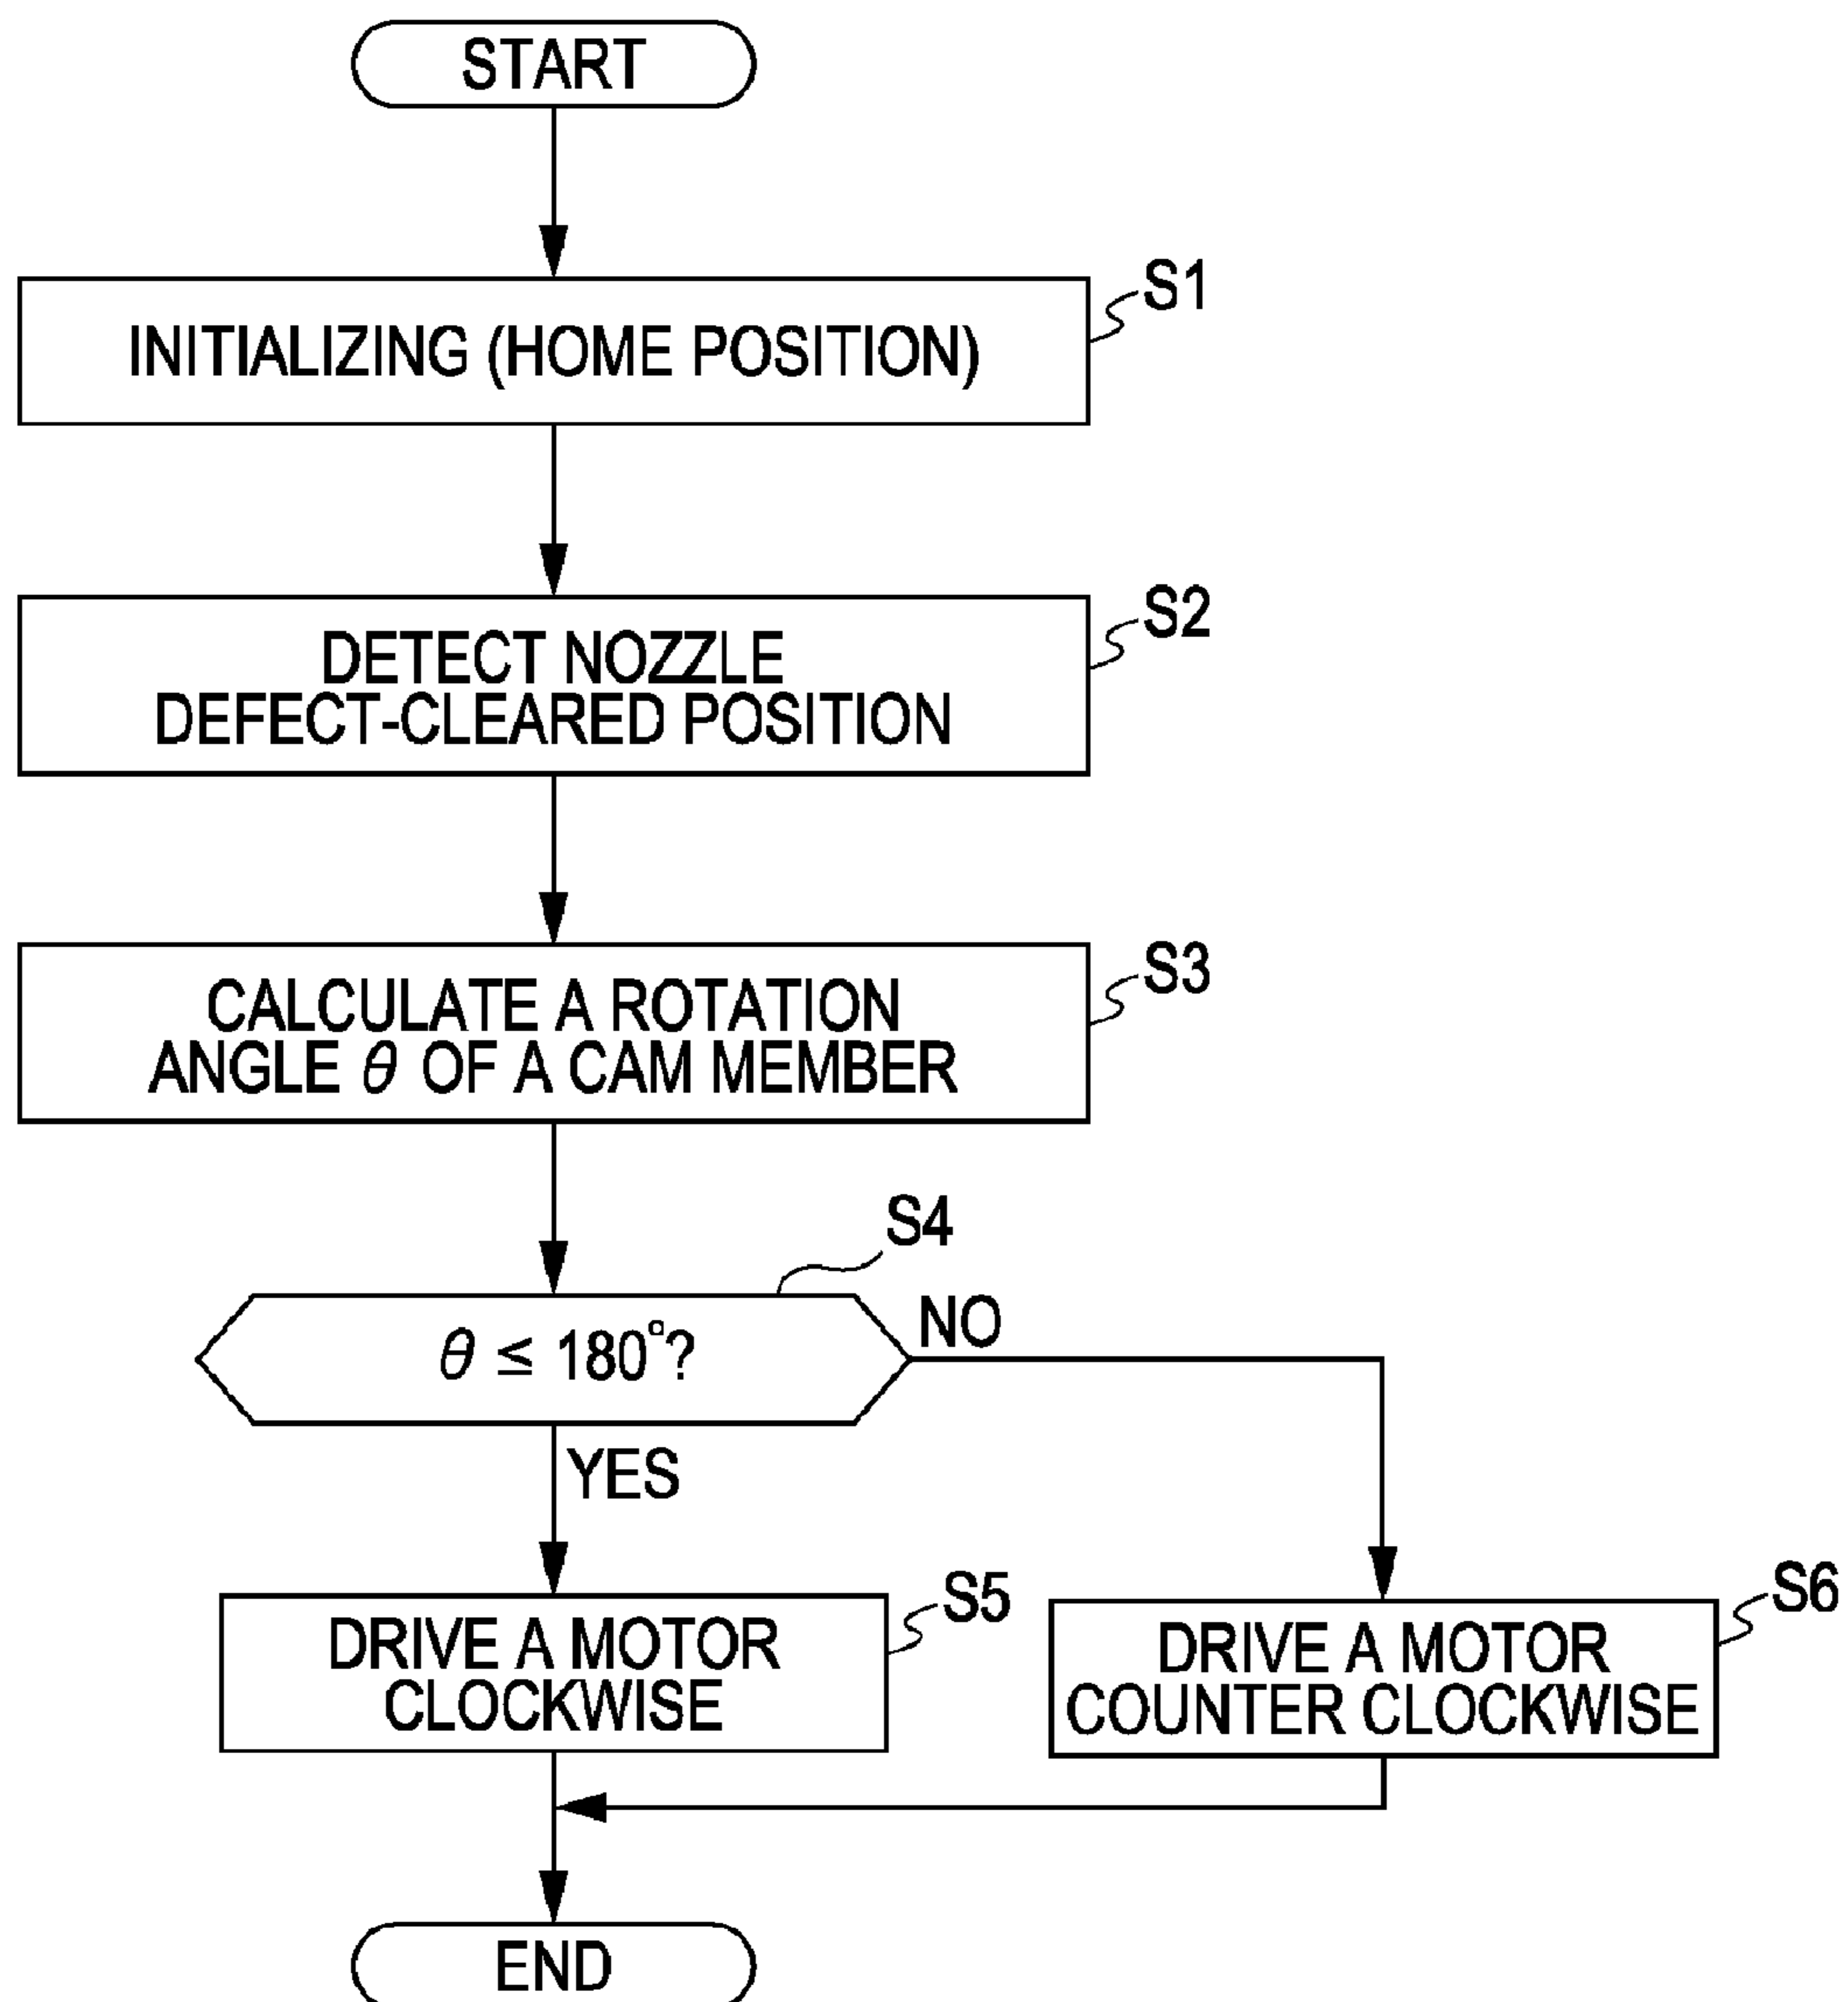 START
S1
INITIALIZING (HOME POSITION)
S2
DETECT NOZZLE
DEFECT-CLEARED POSITION
S3
CALCULATE A ROTATION
ANGLE θ OF A CAM MEMBER
S4
θ ≤ 180°?
NO
YES
S5
DRIVE A MOTOR
CLOCKWISE
S6
DRIVE A MOTOR
COUNTER CLOCKWISE
END